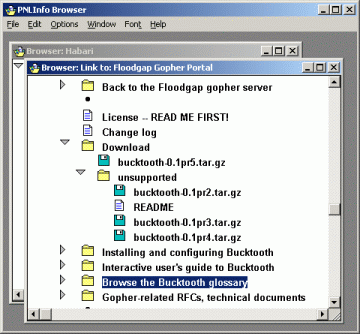 PNLInfo Browser
File Edit Options Window Font Help
Browser: Habari
Browser: Link to: Floodgap Gopher Portal
Back to the Floodgap gopher server
License -- READ ME FIRST!
Change log
Download
bucktooth-0.1pr5.tar.gz
unsupported
bucktooth-0.1pr2.tar.gz
README
bucktooth-0.1pr3.tar.gz
bucktooth-0.1pr4.tar.gz
Installing and configuring Bucktooth
Interactive user's guide to Bucktooth
Browse the Bucktooth glossary
Gopher-related RFCs, technical documents